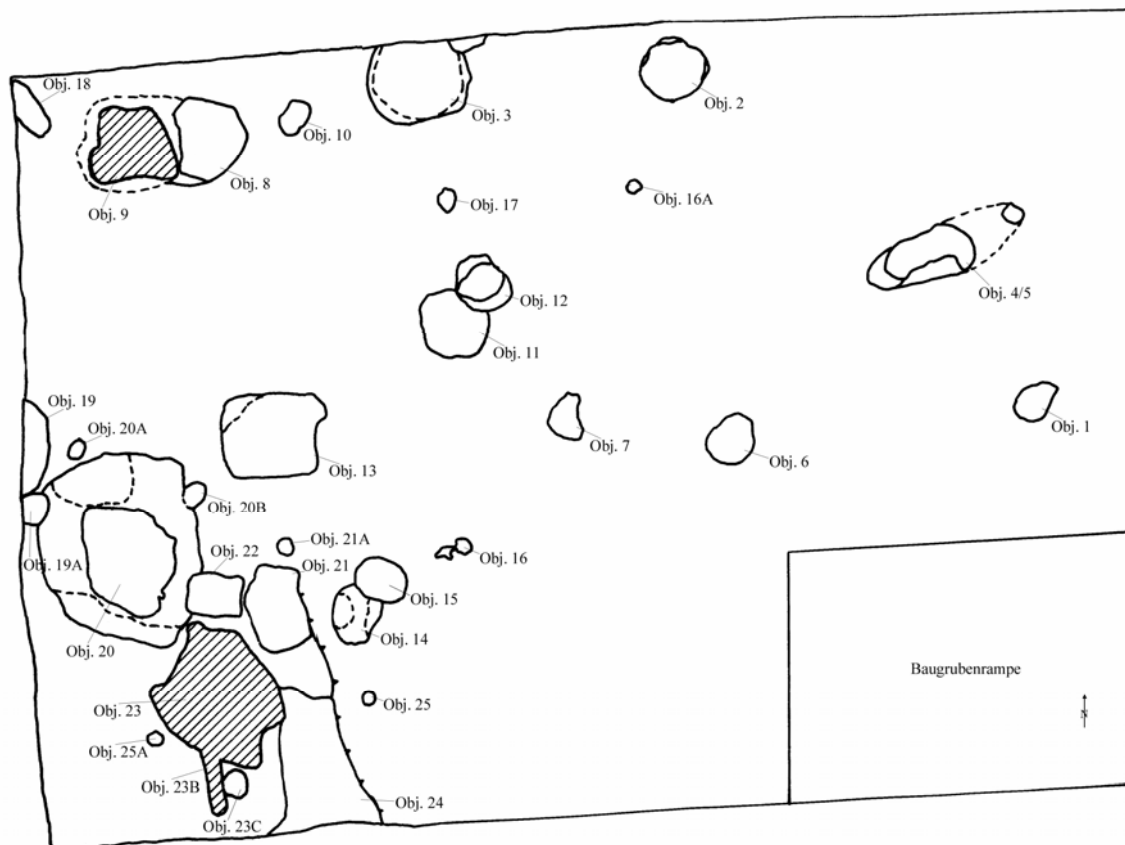 Obj. 18
Obj. 3
Obj. 2
Obj. 10
Obj. 8
Obj. 9
Obj. 17
Obj. 16A
Obj. 4/5
Obj. 12
Obj. 11
Obj. 19
Obj. 20A
Obj. 13
Obj. 7
Obj. 6
Obj. 1
Obj. 20B
Obj. 21A
Obj. 22
Obj. 21
Obj. 16
Obj. 19A
Obj. 15
Obj. 14
Obj. 20
Baugrubenrampe
Obj. 23
Obj. 25
N
Obj. 25A
Obj. 23B
Obj. 24
Obj. 23C